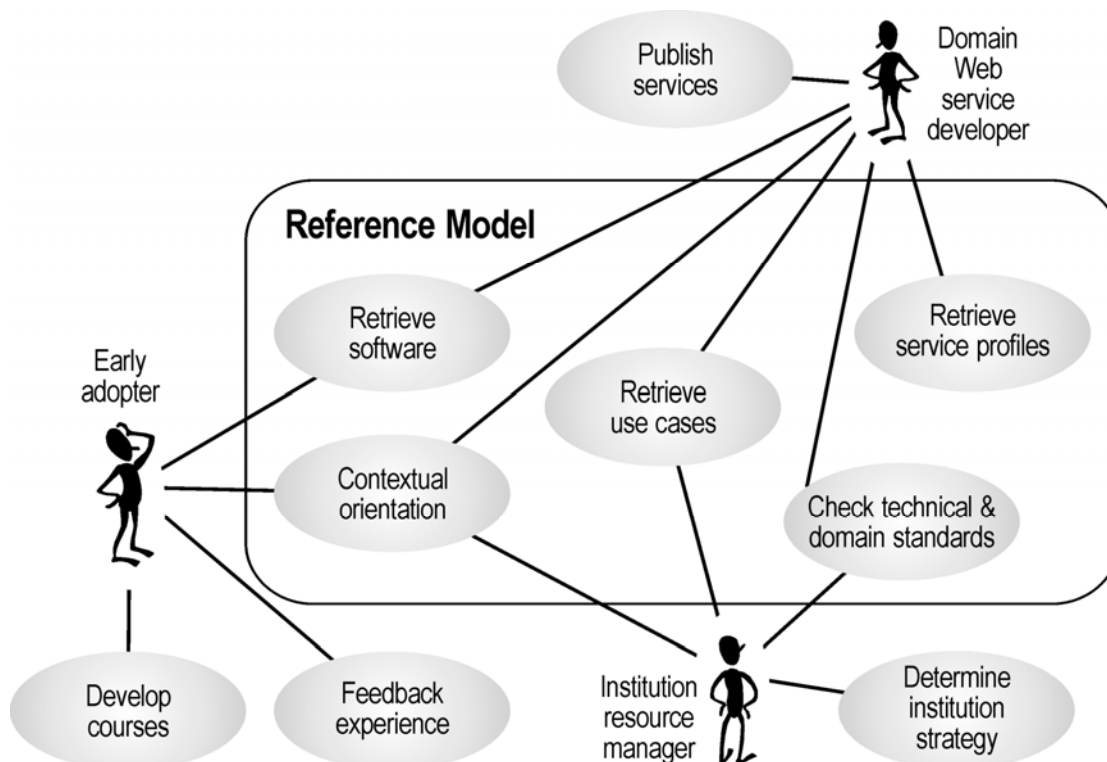 Publish
services
Domain
Web
service
developer
Reference Model
Retrieve
software
Retrieve
service profiles
Early
adopter
Retrieve
use cases
Contextual
orientation
Check technical &
domain standards
Develop
courses
Feedback
experience
Institution
resource
manager
Determine
institution
strategy